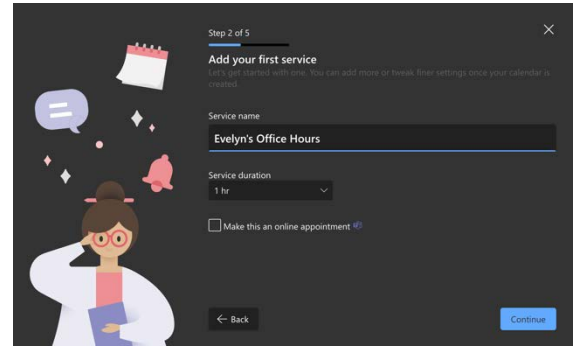 Step 2 of 5
Add your first service
Let's get started with one. You can add more or tweak finer settings once your calendar is
created.
Service name
Evelyn's Office Hours
Service duration
1 hr
Make this an online appointment
Back
Continue